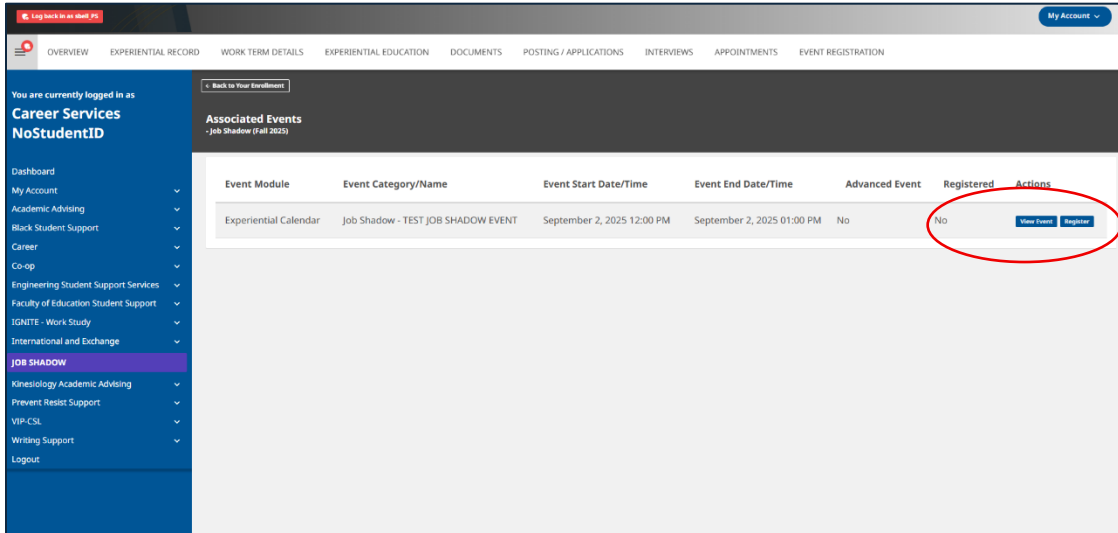 Log back in as shell_PS
My Account
OVERVIEW EXPERIENTIAL RECORD WORK TERM DETAILS EXPERIENTIAL EDUCATION DOCUMENTS POSTING / APPLICATIONS INTERVIEWS APPOINTMENTS EVENT REGISTRATION
You are currently logged in as
Career Services
NoStudentID
Dashboard
My Account
Academic Advising
Black Student Support
Career
Co-op
Engineering Student Support Services
Faculty of Education Student Support
IGNITE - Work Study
International and Exchange
JOB SHADOW
Kinesiology Academic Advising
Prevent Resist Support
VIP-CSL
Writing Support
Logout
Back to Your Enrollment
Associated Events
- Job Shadow (Fall 2025)
Event Module Event Category/Name Event Start Date/Time Event End Date/Time Advanced Event Registered Actions
Experiential Calendar Job Shadow - TEST JOB SHADOW EVENT September 2, 2025 12:00 PM September 2, 2025 01:00 PM No No View Event Register